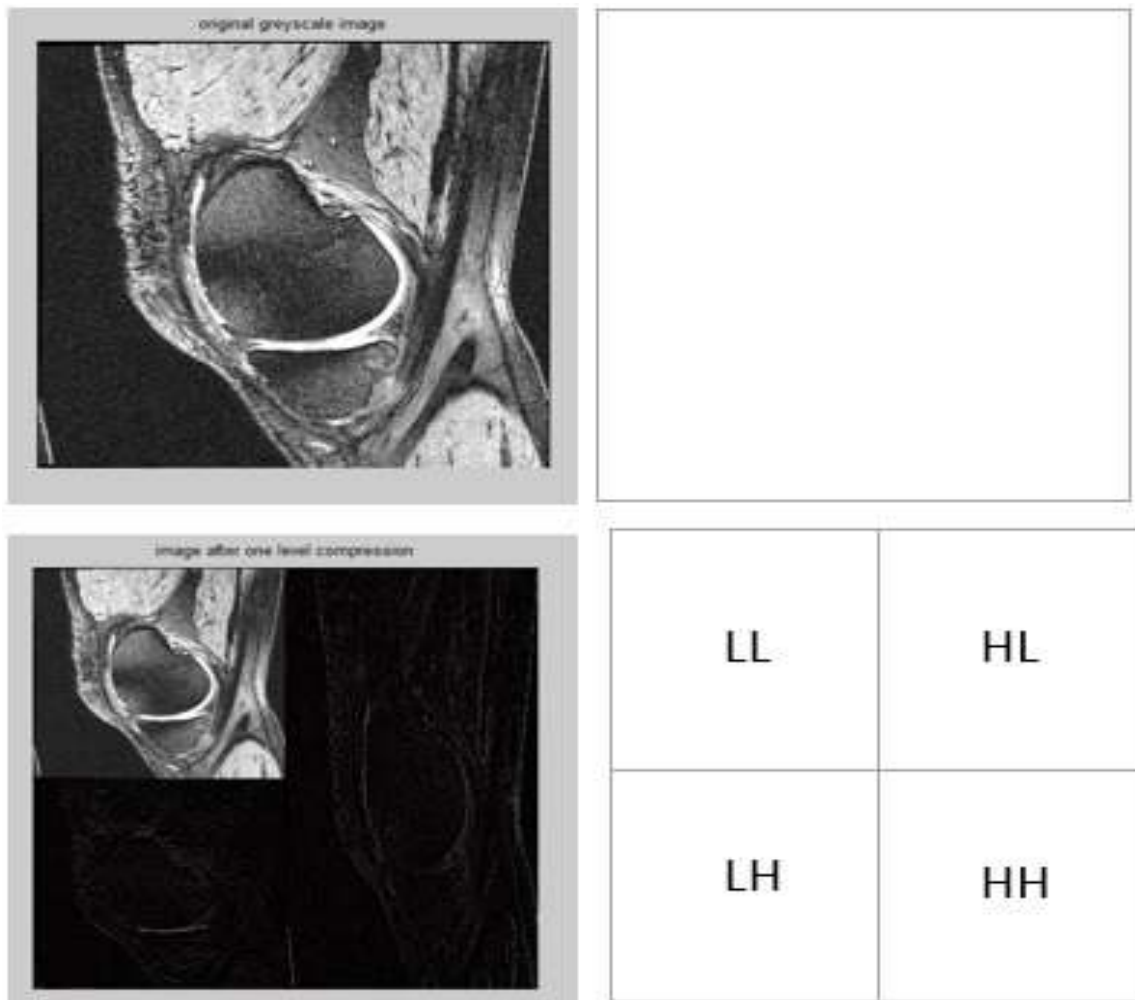 original greyscale image
image after one level compression
LL
HL
LH
HH